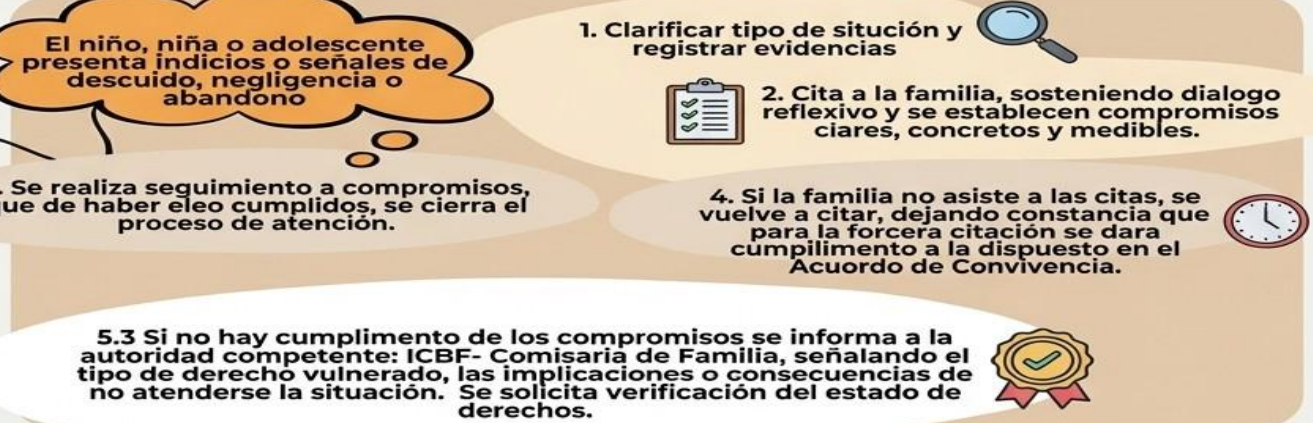 El niño, niña o adolescente
presenta indicios o señales de
descuido, negligencia o
abandono
1. Clarificar tipo de situción y
registrar evidencias
2. Cita a la familia, sosteniendo dialogo
reflexivo y se establecen compromisos
ciares, concretos y medibles.
. Se realiza seguimiento a compromisos,
que de haber eleo cumplidos, se cierra el
proceso de atención.
4. Si la familia no asiste a las citas, se
vuelve a citar, dejando constancia que
para la forcera citación se dara
cumpilimento a la dispuesto en el
Acuordo de Convivencia.
5.3 Si no hay cumplimento de los compromisos se informa a la
autoridad competente: ICBF- Comisaria de Familia, señalando el
tipo de derecho vulnerado, las implicaciones o consecuencias de
no atenderse la situación. Se solicita verificación del estado de
derechos.